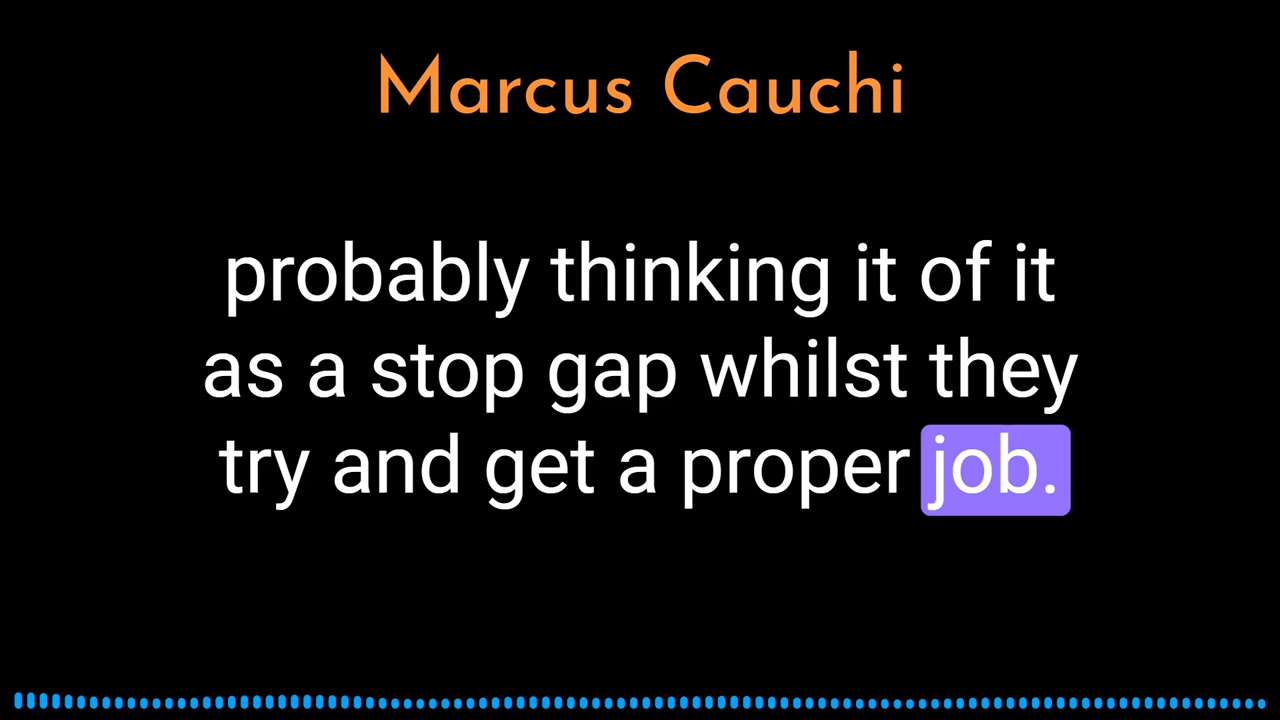 Marcus Cauchi
probably thinking it of it
as a stop gap whilst they
try and get a proper job.